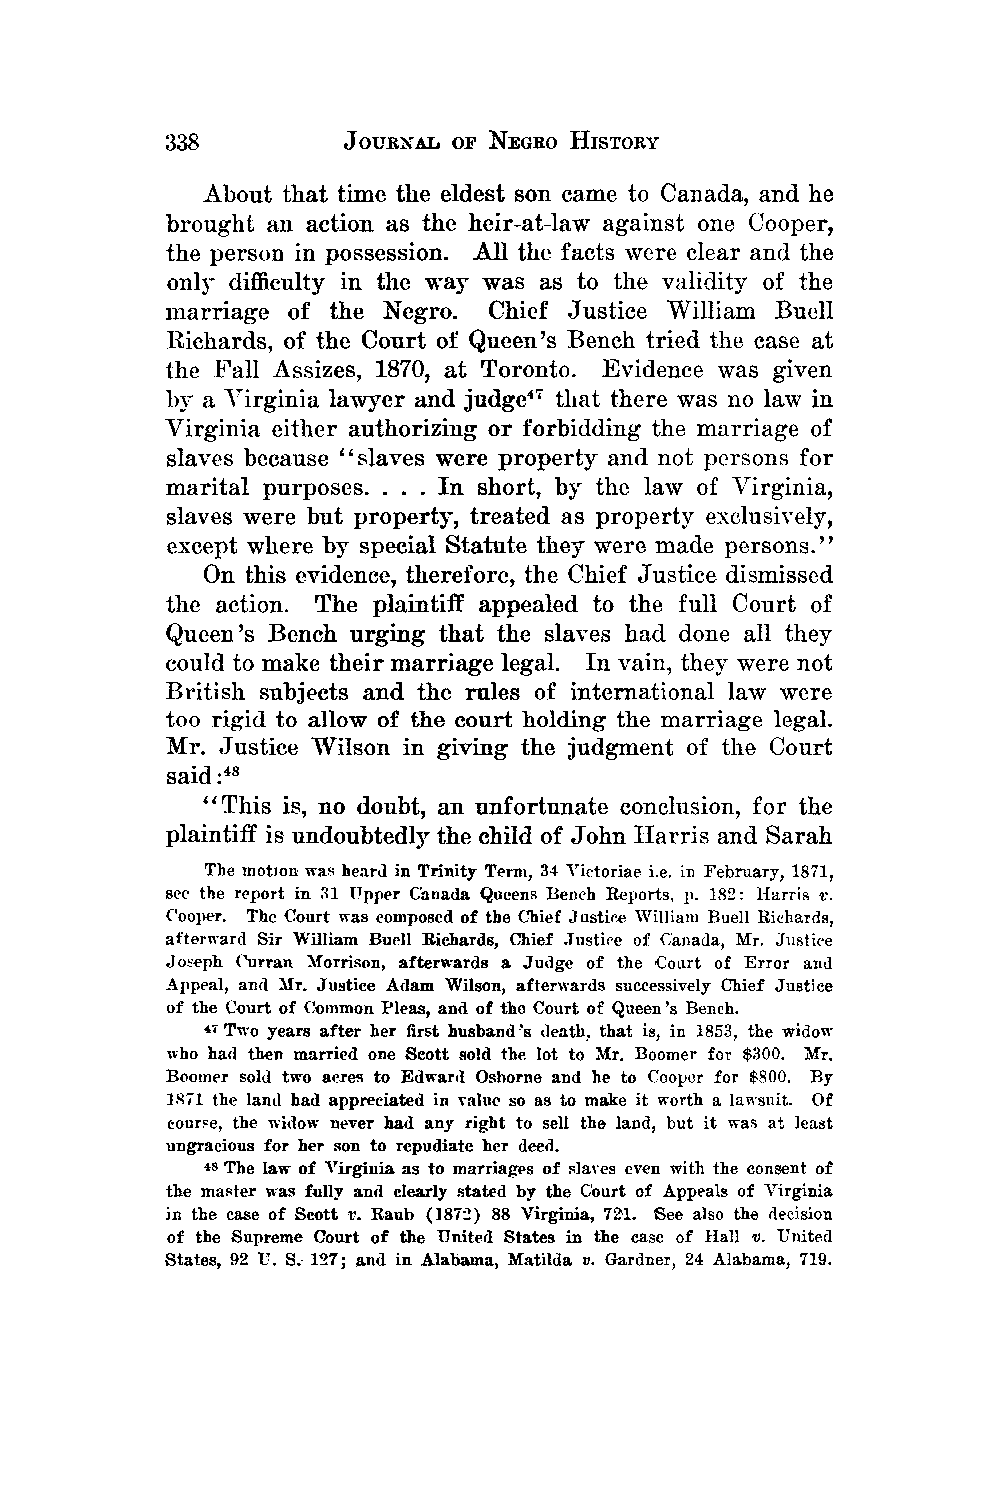 338 JOURNAL OF NEGRO HISTORY
About that time the eldest son came to Canada, and he
brought an action as the heir-at-law against one Cooper,
the person in possession. All the facts were clear and the
only difficulty in the way was as to the validity of the
marriage of the Negro. Chief Justice William Buell
Richards, of the Court of Queen's Bench tried the case at
the Fall Assizes, 1870, at Toronto. Evidence was given
by a Virginia lawyer and judge⁴⁷ that there was no law in
Virginia either authorizing or forbidding the marriage of
slaves because "slaves were property and not persons for
marital purposes. . . . In short, by the law of Virginia,
slaves were but property, treated as property exclusively,
except where by special Statute they were made persons."
On this evidence, therefore, the Chief Justice dismissed
the action. The plaintiff appealed to the full Court of
Queen's Bench urging that the slaves had done all they
could to make their marriage legal. In vain, they were not
British subjects and the rules of international law were
too rigid to allow of the court holding the marriage legal.
Mr. Justice Wilson in giving the judgment of the Court
said:⁴⁸
"This is, no doubt, an unfortunate conclusion, for the
plaintiff is undoubtedly the child of John Harris and Sarah
The motion was heard in Trinity Term, 34 Victoriae i.e. in February, 1871,
see the report in 31 Upper Canada Queens Bench Reports, p. 182: Harris v.
Cooper. The Court was composed of the Chief Justice William Buell Richards,
afterward Sir William Buell Richards, Chief Justice of Canada, Mr. Justice
Joseph Curran Morrison, afterwards a Judge of the Court of Error and
Appeal, and Mr. Justice Adam Wilson, afterwards successively Chief Justice
of the Court of Common Pleas, and of the Court of Queen's Bench.
⁴⁷ Two years after her first husband's death, that is, in 1853, the widow
who had then married one Scott sold the lot to Mr. Boomer for $300. Mr.
Boomer sold two acres to Edward Osborne and he to Cooper for $800. By
1871 the land had appreciated in value so as to make it worth a lawsuit. Of
course, the widow never had any right to sell the land, but it was at least
ungracious for her son to repudiate her deed.
⁴⁸ The law of Virginia as to marriages of slaves even with the consent of
the master was fully and clearly stated by the Court of Appeals of Virginia
in the case of Scott v. Raub (1872) 88 Virginia, 721. See also the decision
of the Supreme Court of the United States in the case of Hall v. United
States, 92 U. S. 127; and in Alabama, Matilda v. Gardner, 24 Alabama, 719.